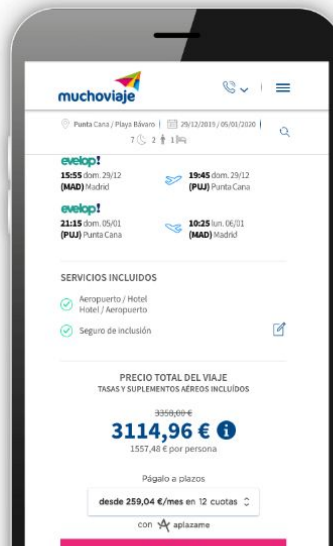 muchoviaje
Punta Cana / Playa Bávaro | 29/12/2019 / 05/01/2020 |
7 2 1
evelop!
15:55 dom. 29/12 19:45 dom. 29/12
(MAD) Madrid (PUJ) Punta Cana
evelop!
21:15 dom. 05/01 10:25 lun. 06/01
(PUJ) Punta Cana (MAD) Madrid
SERVICIOS INCLUIDOS
Aeropuerto / Hotel
Hotel / Aeropuerto
Seguro de inclusión
PRECIO TOTAL DEL VIAJE
TASAS Y SUPLEMENTOS AÉREOS INCLUÍDOS
3358,00 €
3114,96 €
1557,48 € por persona
Págalo a plazos
desde 259,04 €/mes en 12 cuotas
con aplazame